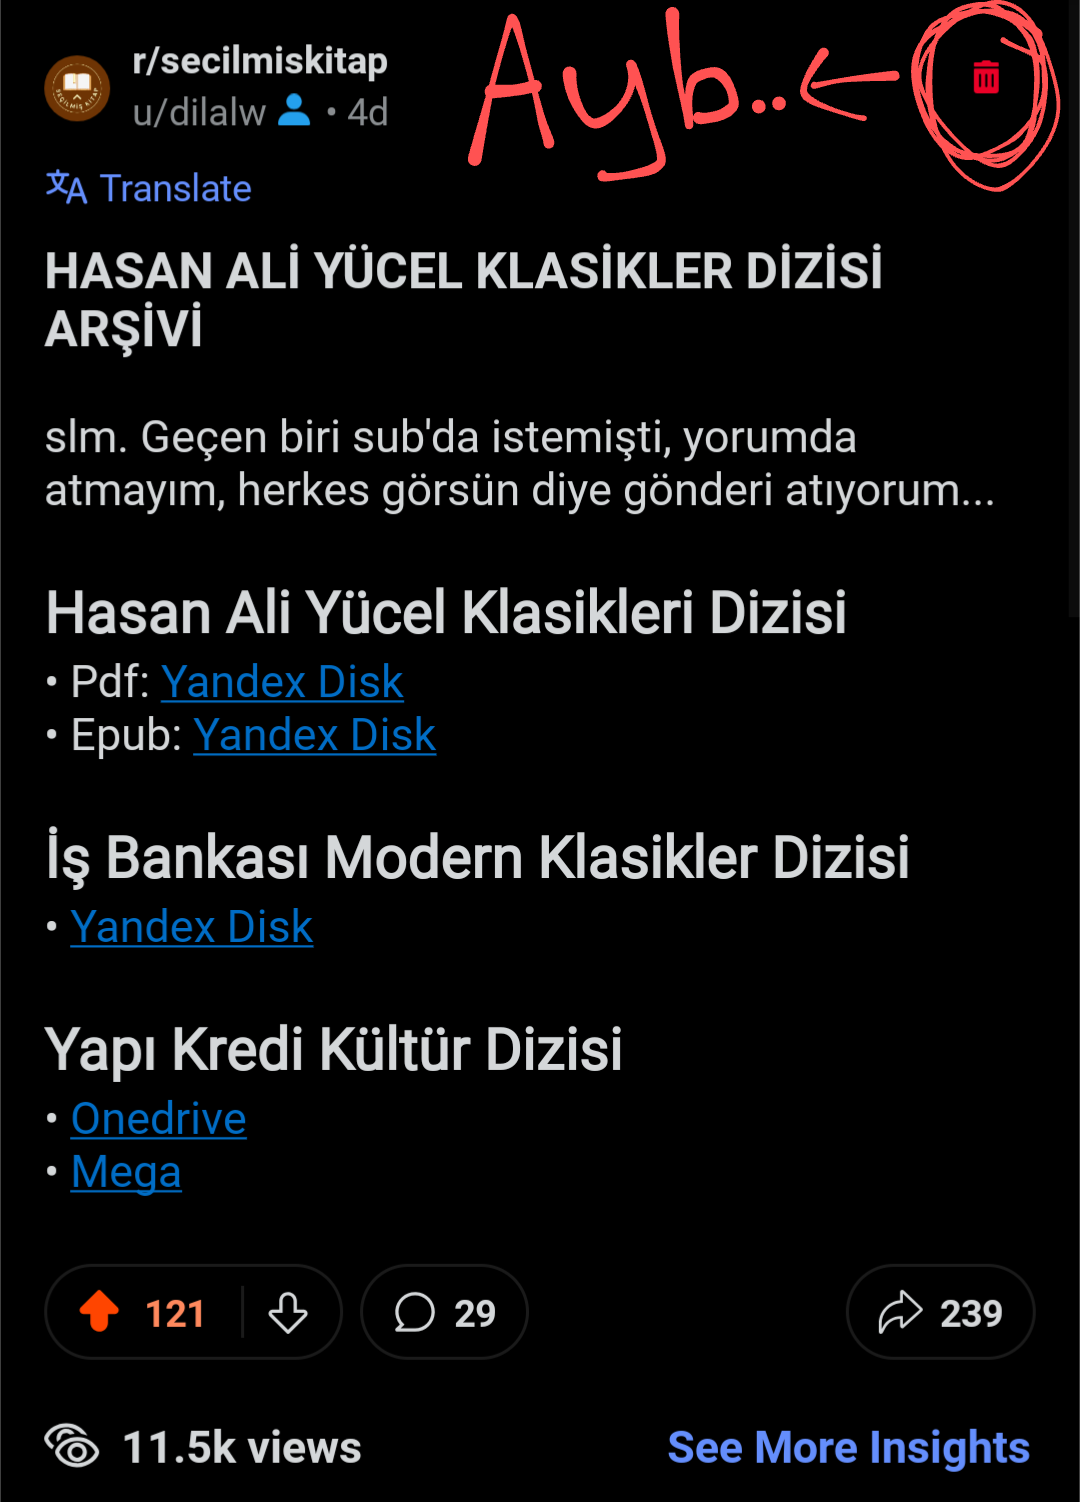 r/secilmiskitap
u/dilalw • 4d
Ayb..
Translate
HASAN ALİ YÜCEL KLASİKLER DİZİSİ
ARŞİVİ
slm. Geçen biri sub'da istemişti, yorumda
atmayım, herkes görsün diye gönderi atıyorum...
Hasan Ali Yücel Klasikleri Dizisi
• Pdf: Yandex Disk
• Epub: Yandex Disk
İş Bankası Modern Klasikler Dizisi
• Yandex Disk
Yapı Kredi Kültür Dizisi
• Onedrive
• Mega
121 29 239
11.5k views See More Insights